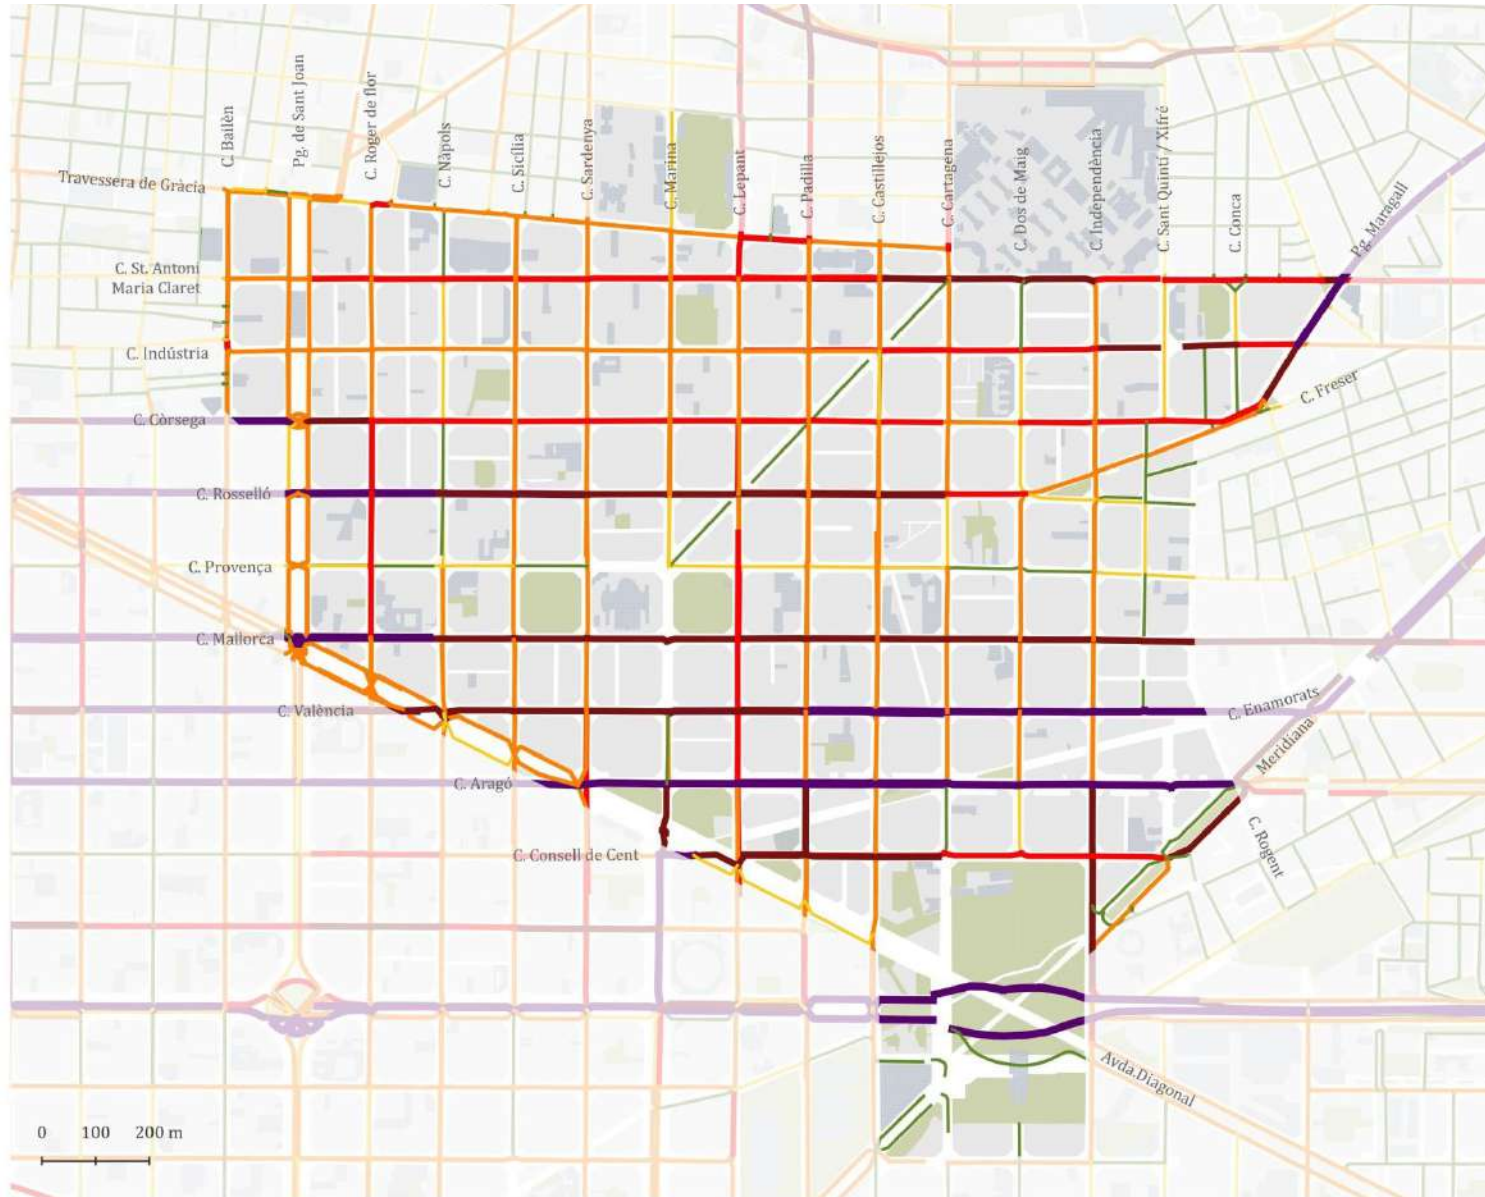 C. Bailèn
Pg. de Sant Joan
C. Roger de flor
C. Nàpols
C. Sicília
C. Sardenya
C. Marina
C. Lepant
C. Padilla
C. Castillejos
C. Cartagena
C. Dos de Maig
C. Independència
C. Sant Quintí / Xifré
C. Conca
Pg. Maragall
Travessera de Gràcia
C. St. Antoni
Maria Claret
C. Indústria
C. Freser
C. Còrsega
C. Rosselló
C. Provença
C. Mallorca
C. València
C. Enamorats
Meridiana
C. Aragó
C. Rogent
C. Consell de Cent
Avda.Diagonal
0 100 200 m